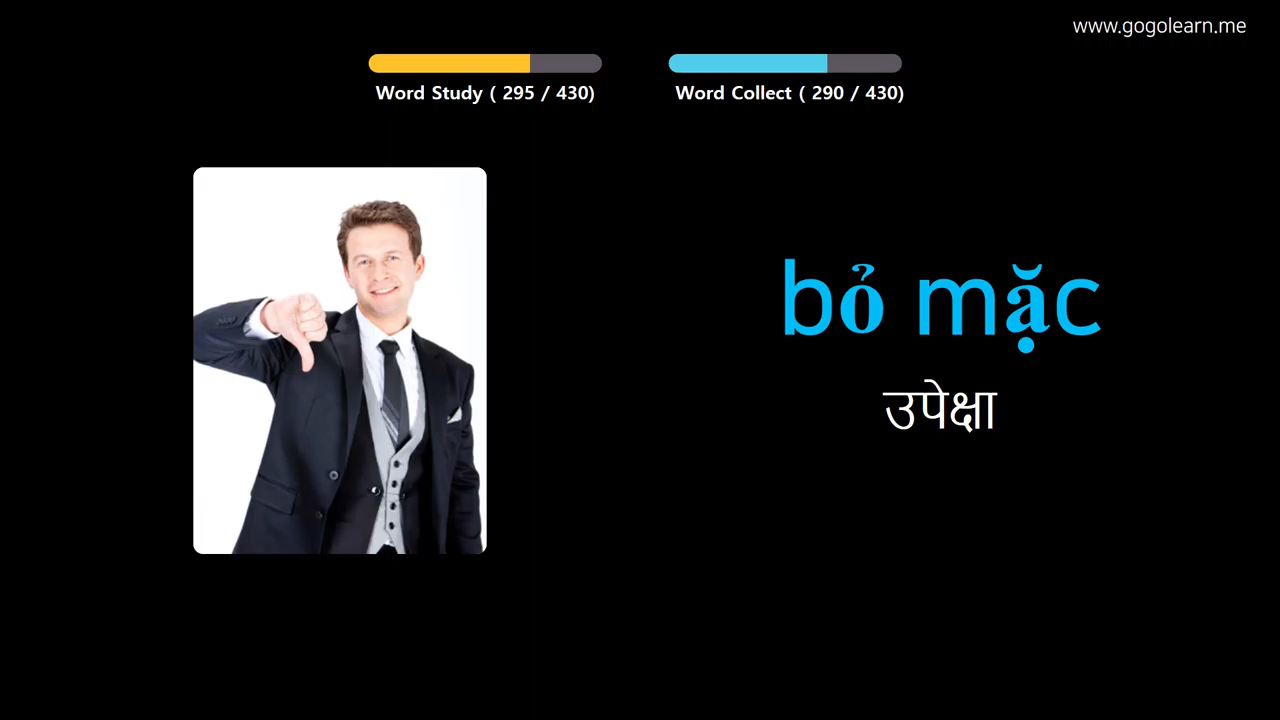 www.gogolearn.me
Word Study ( 295 / 430)
Word Collect ( 290 / 430)
bỏ mặc
उपेक्षा